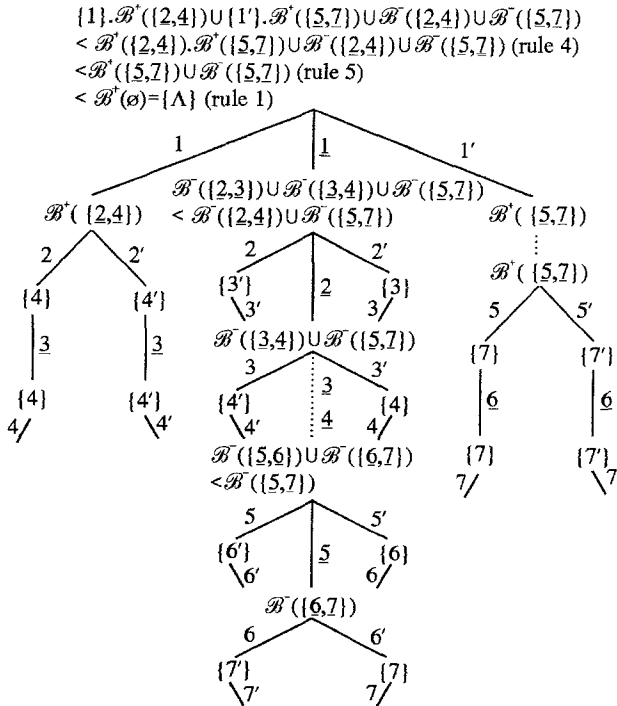 {1}.ℬ⁺({2̲,4̲})∪{1′}.ℬ⁺({5̲,7̲})∪ℬ⁻({2̲,4̲})∪ℬ⁻({5̲,7̲})
< ℬ⁺({2̲,4̲}).ℬ⁺({5̲,7̲})∪ℬ⁻({2̲,4̲})∪ℬ⁻({5̲,7̲}) (rule 4)
<ℬ⁺({5̲,7̲})∪ℬ⁻({5̲,7̲}) (rule 5)
< ℬ⁺(ø)={Λ} (rule 1)
1 1̲ 1′
ℬ⁻({2̲,3̲})∪ℬ⁻({3̲,4̲})∪ℬ⁻({5̲,7̲})
ℬ⁺({2̲,4̲}) < ℬ⁻({2̲,4̲})∪ℬ⁻({5̲,7̲}) ℬ⁺({5̲,7̲})
2 2′ 2 2̲ 2′ ℬ⁺({5̲,7̲})
{4} {4′} {3′} {3} 5 5′
3̲ 3̲ 3′ 3
ℬ⁻({3̲,4̲})∪ℬ⁻({5̲,7̲}) {7} {7′}
{4} {4′} 3 3̲ 3′ 6̲ 6̲
4 4′ {4′} 4̲ {4} {7} {7′}
4′ 4 7 7
ℬ⁻({5̲,6̲})∪ℬ⁻({6̲,7̲})
<ℬ⁻({5̲,7̲})
5 5̲ 5′
{6′} {6}
6′ 6
ℬ⁻({6̲,7̲})
6 6′
{7′} {7}
7′ 7